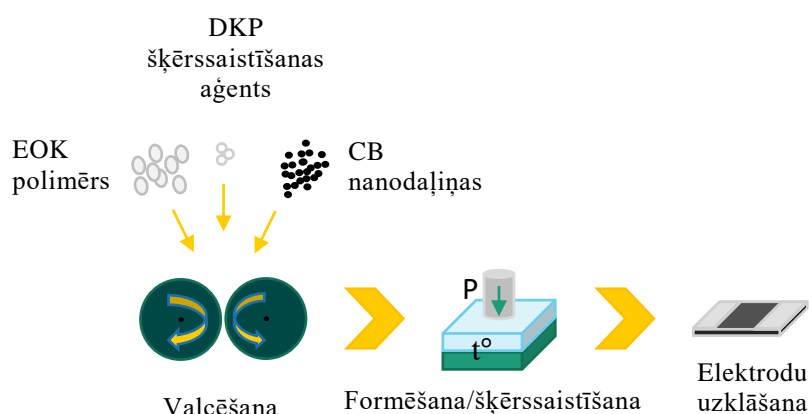 DKP
šķērssaistīšanas
aģents
EOK
polimērs
CB
nanodaļiņas
P
t°
Valcēšana
Formēšana/šķērssaistīšana
Elektrodu
uzklāšana